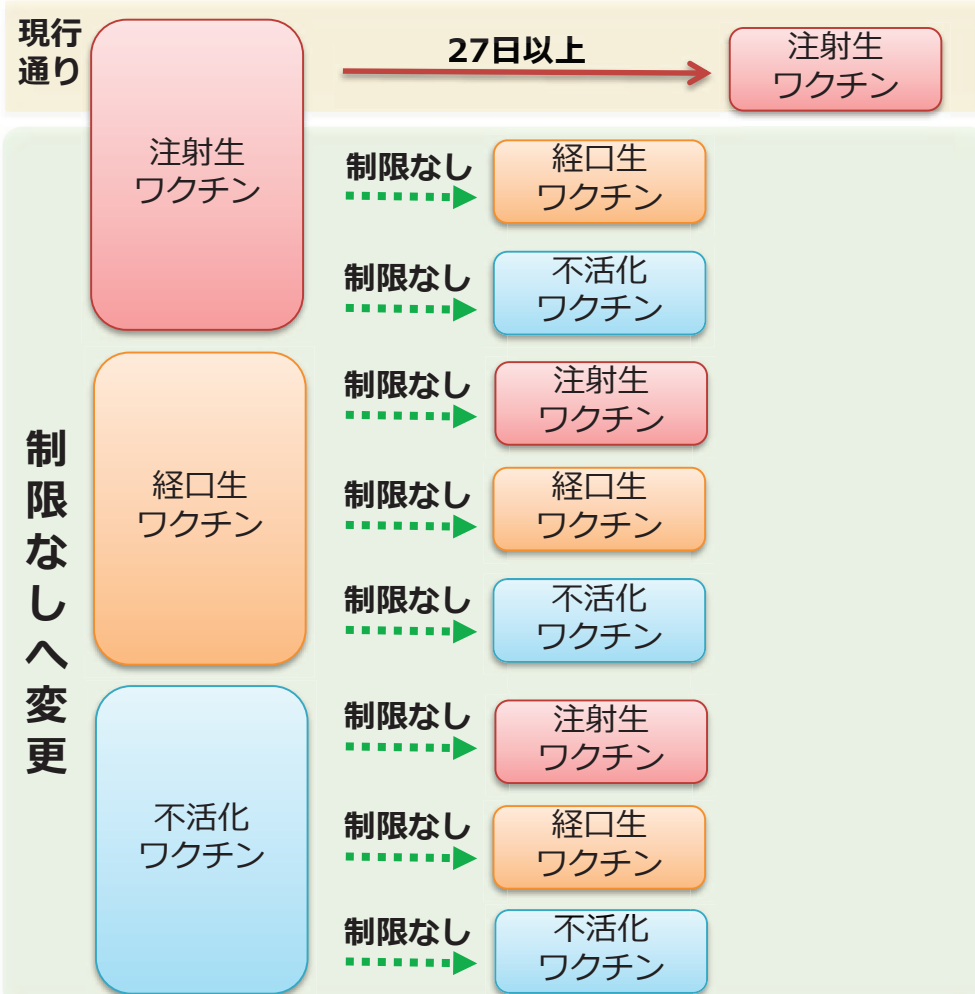 現行
通り
注射生
ワクチン
27日以上
注射生
ワクチン
制限なしへ変更
制限なし
経口生
ワクチン
制限なし
不活化
ワクチン
経口生
ワクチン
制限なし
注射生
ワクチン
制限なし
経口生
ワクチン
制限なし
不活化
ワクチン
不活化
ワクチン
制限なし
注射生
ワクチン
制限なし
経口生
ワクチン
制限なし
不活化
ワクチン